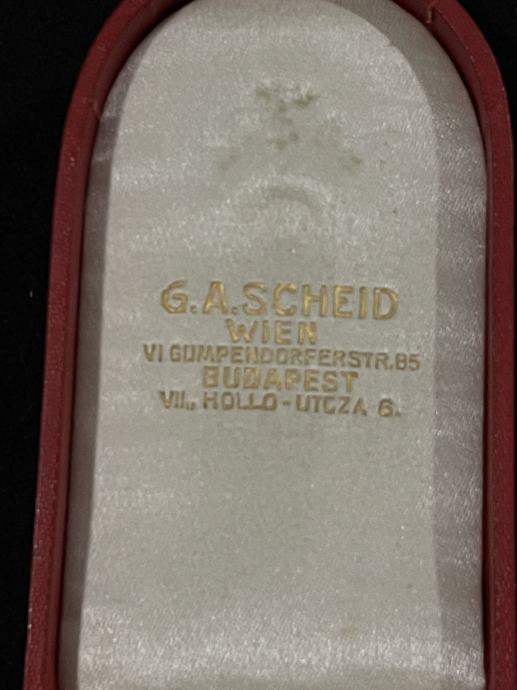 G.A.SCHEID
WIEN
VI GUMPENDORFERSTR.85
BUDAPEST
VII., HOLLO-UTCZA 6.